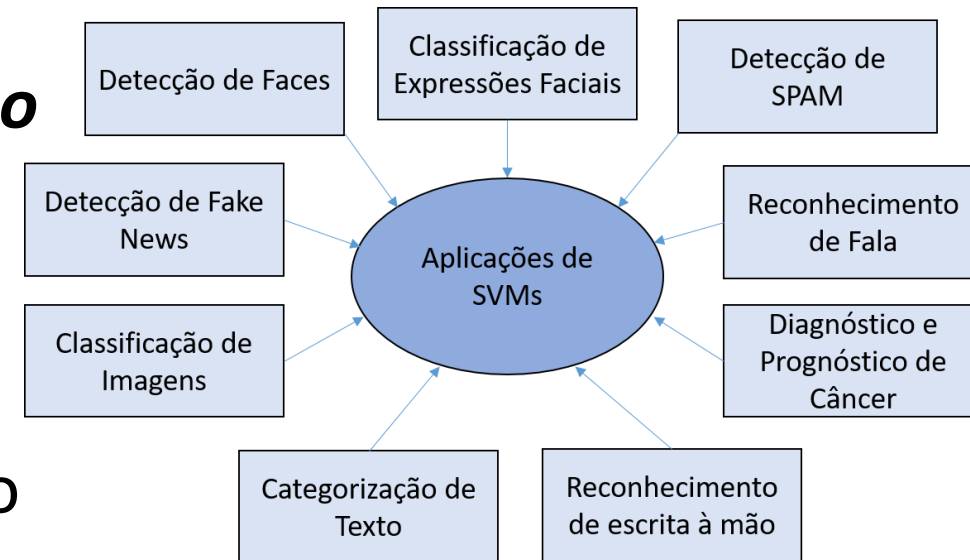 Classificação de
Expressões Faciais
Detecção de Faces
Detecção de
SPAM
o
Detecção de Fake
News
Reconhecimento
de Fala
Aplicações de
SVMs
Classificação de
Imagens
Diagnóstico e
Prognóstico de
Câncer
o
Categorização de
Texto
Reconhecimento
de escrita à mão